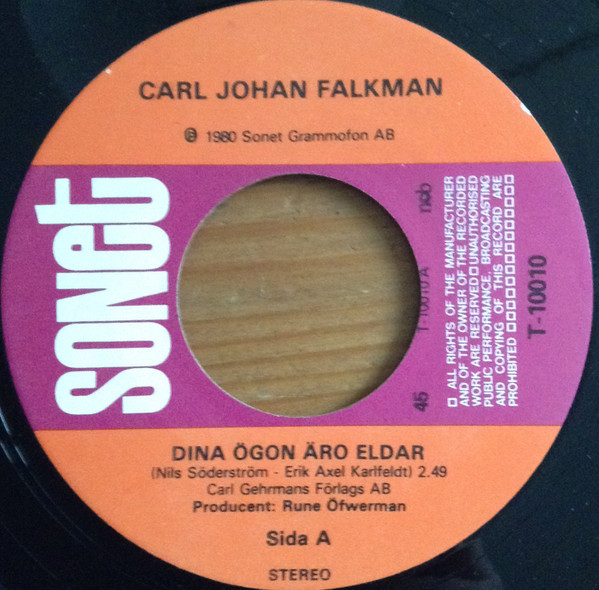 CARL JOHAN FALKMAN
℗ 1980 Sonet Grammofon AB
sonet
45
T-10010 A
ncb
□ ALL RIGHTS OF THE MANUFACTURER
AND OF THE OWNER OF THE RECORDED
WORK ARE RESERVED □ UNAUTHORISED
PUBLIC PERFORMANCE, BROADCASTING
AND COPYING OF THIS RECORD ARE
PROHIBITED □□□□□□□□□□□□□
T-10010
DINA ÖGON ÄRO ELDAR
(Nils Söderström - Erik Axel Karlfeldt) 2.49
Carl Gehrmans Förlags AB
Producent: Rune Öfwerman
Sida A
STEREO